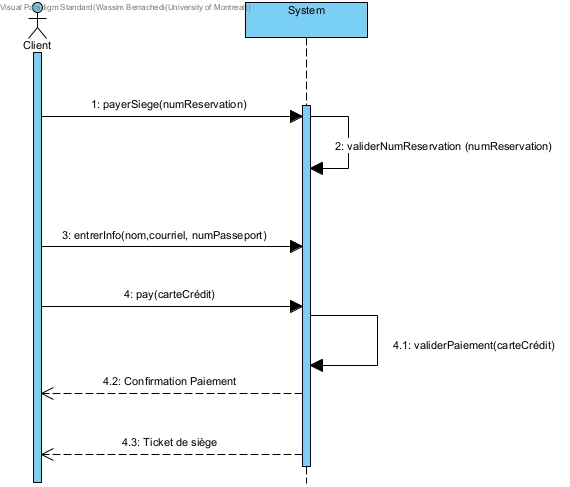 Visual Paradigm Standard(Wassim Berrachedi(University of Montreal))
System
Client
1: payerSiege(numReservation)
2: validerNumReservation (numReservation)
3: entrerInfo(nom,courriel, numPasseport)
4: pay(carteCrédit)
4.1: validerPaiement(carteCrédit)
4.2: Confirmation Paiement
4.3: Ticket de siège